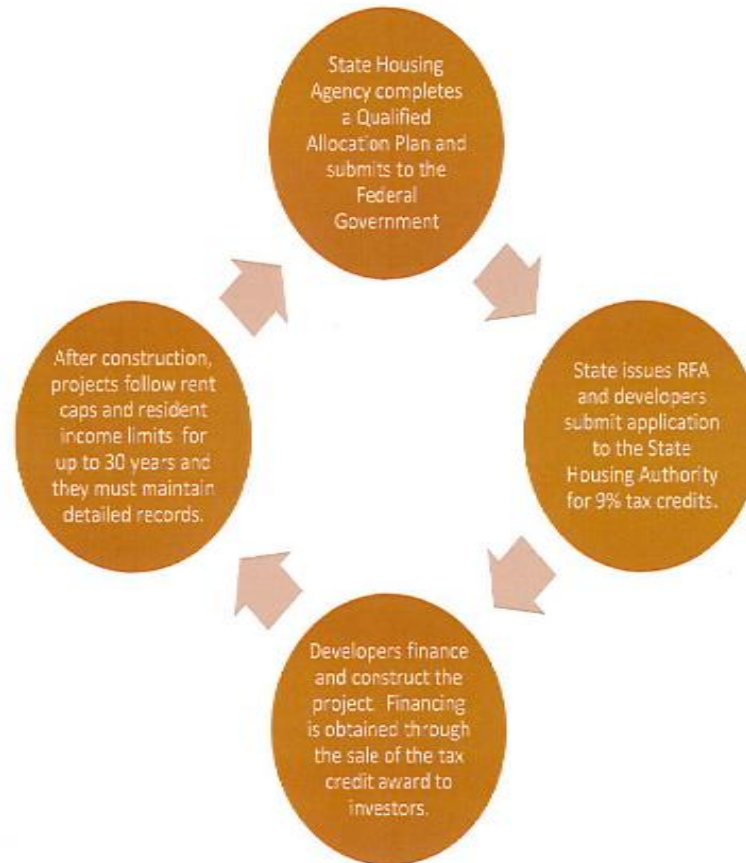 State Housing
Agency completes
a Qualified
Allocation Plan and
submits to the
Federal
Government
State issues RFA
and developers
submit application
to the State
Housing Authority
for 9% tax credits.
Developers finance
and construct the
project. Financing
is obtained through
the sale of the tax
credit award to
investors.
After construction,
projects follow rent
caps and resident
income limits for
up to 30 years and
they must maintain
detailed records.